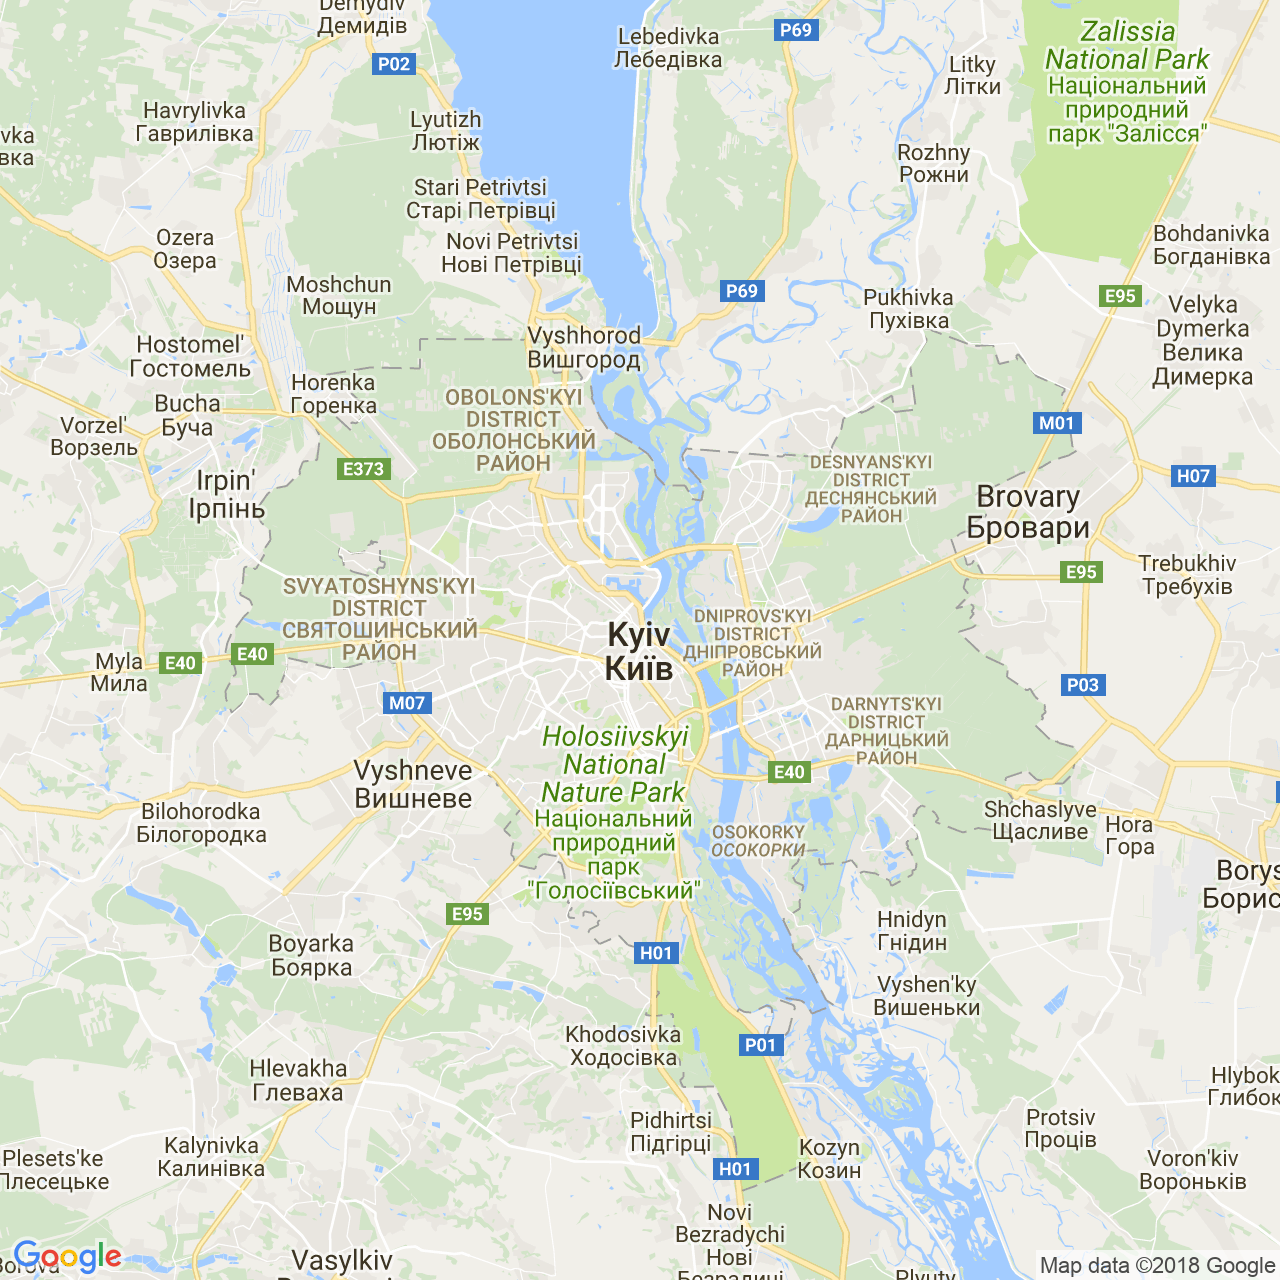 Demydiv
Демидів
P02
Lebedivka
Лебедівка
P69
Zalissia
National Park
Національний
природний
парк "Залісся"
Litky
Літки
Havrylivka
Гаврилівка
Lyutizh
Лютіж
vka
вка
Rozhny
Рожни
Stari Petrivtsi
Старі Петрівці
Ozera
Озера
Novi Petrivtsi
Нові Петрівці
Bohdanivka
Богданівка
Moshchun
Мощун
P69
Pukhivka
Пухівка
E95
Velyka
Dymerka
Велика
Димерка
Vyshhorod
Вишгород
Hostomel'
Гостомель
Horenka
Горенка
Bucha
Буча
Vorzel'
Ворзель
OBOLONS'KYI
DISTRICT
ОБОЛОНСЬКИЙ
РАЙОН
M01
E373
DESNYANS'KYI
DISTRICT
ДЕСНЯНСЬКИЙ
РАЙОН
H07
Irpin'
Ірпінь
Brovary
Бровари
E95
Trebukhiv
Требухів
SVYATOSHYNS'KYI
DISTRICT
СВЯТОШИНСЬКИЙ
РАЙОН
Kyiv
Київ
DNIPROVS'KYI
DISTRICT
ДНІПРОВСЬКИЙ
РАЙОН
E40
E40
Myla
Мила
P03
M07
DARNYTS'KYI
DISTRICT
ДАРНИЦЬКИЙ
РАЙОН
Holosiivskyi
National
Nature Park
Національний
природний
парк
"Голосіївський"
Vyshneve
Вишневе
E40
Bilohorodka
Білогородка
Shchaslyve
Щасливе
Hora
Гора
OSOKORKY
ОСОКОРКИ
Borys
Борис
E95
Hnidyn
Гнідин
Boyarka
Боярка
H01
Vyshen'ky
Вишеньки
Khodosivka
Ходосівка
P01
Hlevakha
Глеваха
Hlybok
Глибок
Pidhirtsi
Підгірці
Protsiv
Проців
Kalynivka
Калинівка
Kozyn
Козин
Plesets'ke
Плесецьке
H01
Voron'kiv
Вороньків
Novi
Bezradychi
Нові
Безрадичі
Vasylkiv
Plyuty
Google
Map data ©2018 Google